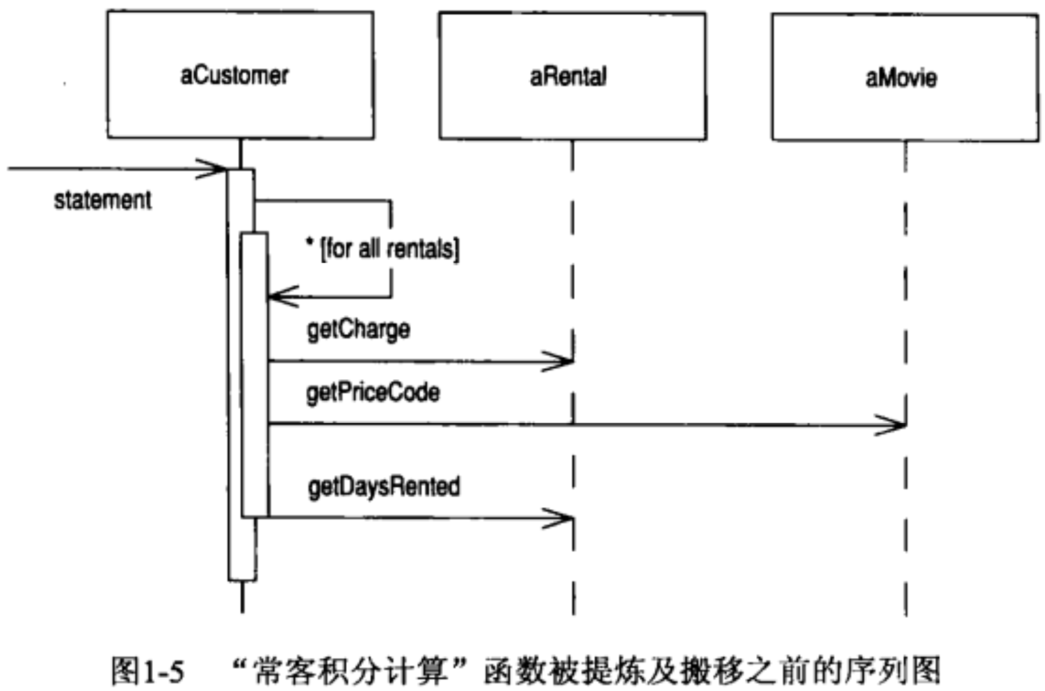 aCustomer aRental aMovie
statement
* [for all rentals]
getCharge
getPriceCode
getDaysRented
图1-5 “常客积分计算”函数被提炼及搬移之前的序列图